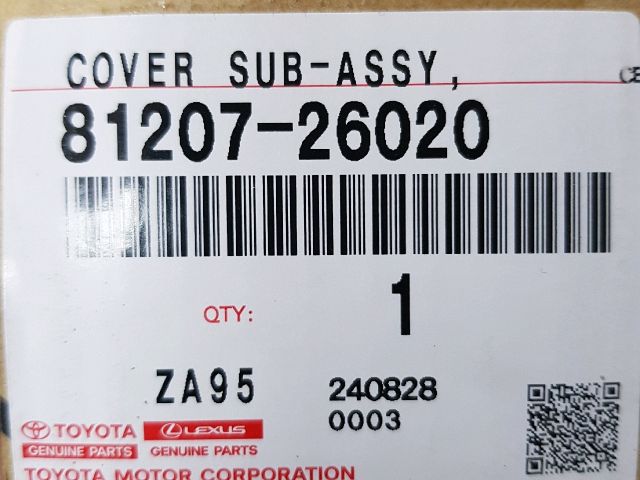 COVER SUB-ASSY,
81207-26020
QTY: 1
ZA95 240828
0003
TOYOTA LEXUS
GENUINE PARTS GENUINE PARTS
TOYOTA MOTOR CORPORATION